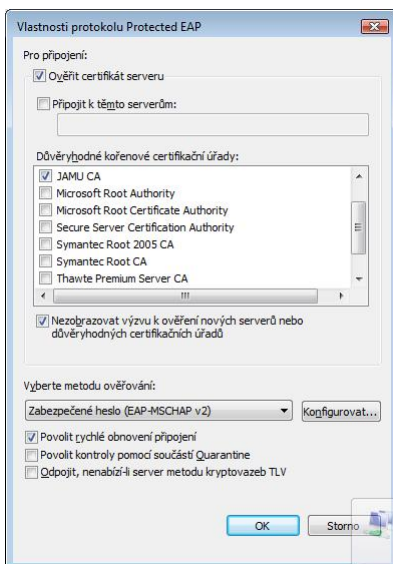 Vlastnosti protokolu Protected EAP
Pro připojení:
Ověřit certifikát serveru
Připojit k těmto serverům:
Důvěryhodné kořenové certifikační úřady:
JAMU CA
Microsoft Root Authority
Microsoft Root Certificate Authority
Secure Server Certification Authority
Symantec Root 2005 CA
Symantec Root CA
Thawte Premium Server CA
Nezobrazovat výzvu k ověření nových serverů nebo
důvěryhodných certifikačních úřadů
Vyberte metodu ověřování:
Zabezpečené heslo (EAP-MSCHAP v2)
Konfigurovat...
Povolit rychlé obnovení připojení
Povolit kontroly pomocí součástí Quarantine
Odpojit, nenabízí-li server metodu kryptovazeb TLV
OK
Storno